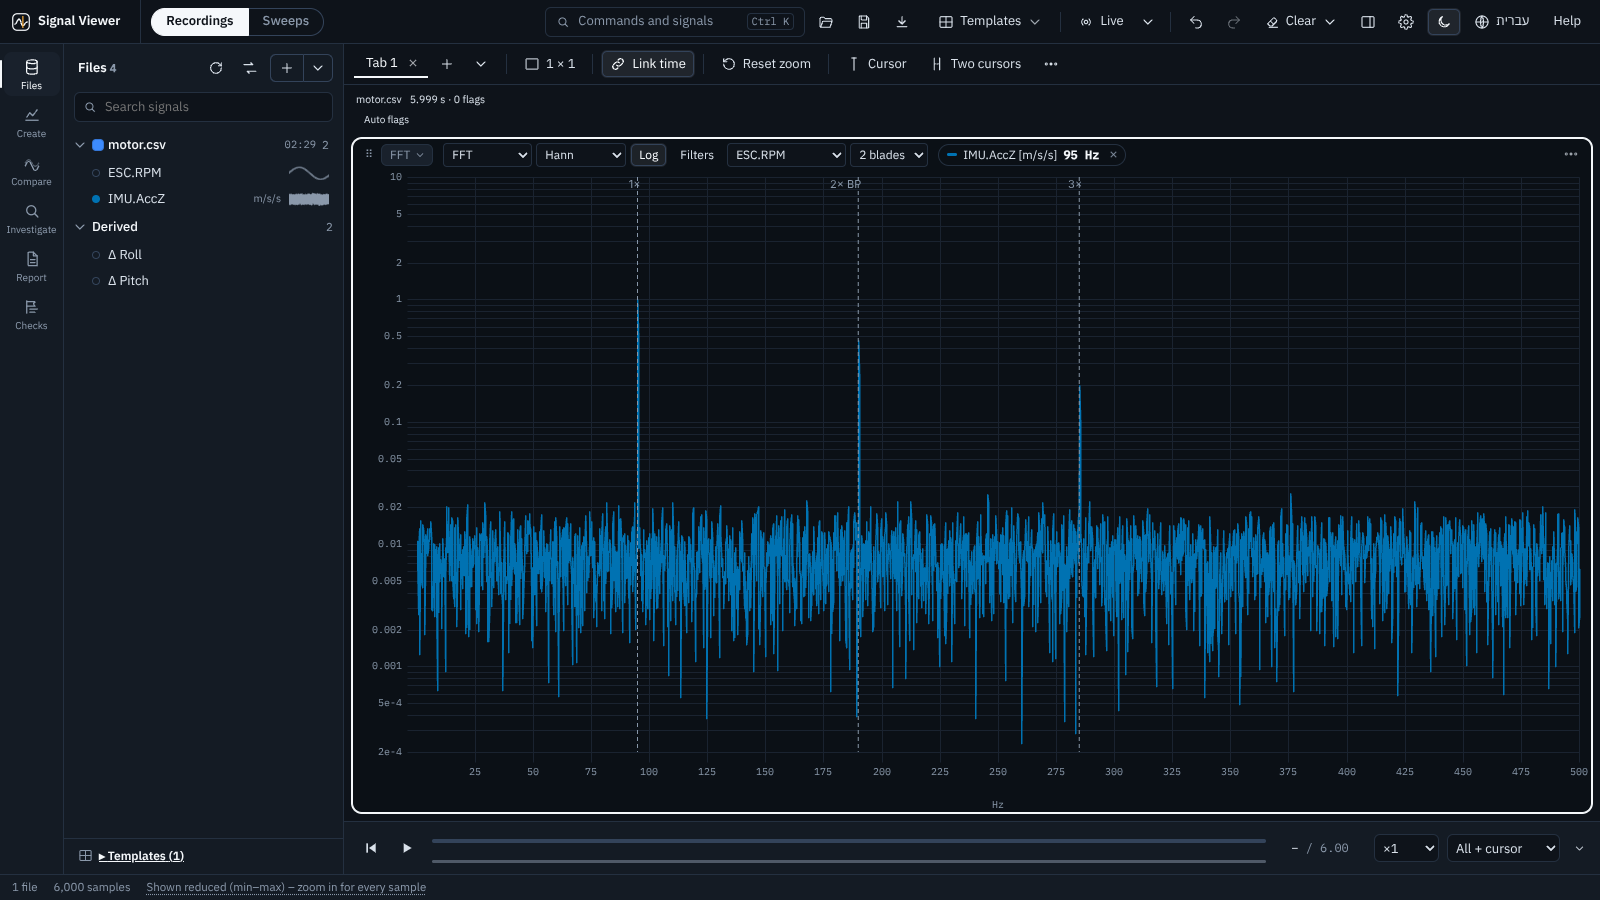 Signal Viewer
Recordings Sweeps
Commands and signals Ctrl K
Templates
Live
Clear
עברית
Help
Files
Create
Compare
Investigate
Report
Checks
Files 4
Search signals
motor.csv 02:29 2
ESC.RPM
IMU.AccZ m/s/s
Derived 2
Δ Roll
Δ Pitch
▸ Templates (1)
Tab 1 × +
1 × 1
Link time
Reset zoom
Cursor
Two cursors
motor.csv 5.999 s · 0 flags
Auto flags
FFT FFT Hann Log Filters ESC.RPM 2 blades IMU.AccZ [m/s/s] 95 Hz ×
1× 2× BP 3×
10
5
2
1
0.5
0.2
0.1
0.05
0.02
0.01
0.005
0.002
0.001
5e-4
2e-4
25 50 75 100 125 150 175 200 225 250 275 300 325 350 375 400 425 450 475 500
Hz
– / 6.00 ×1 All + cursor
1 file 6,000 samples Shown reduced (min–max) – zoom in for every sample